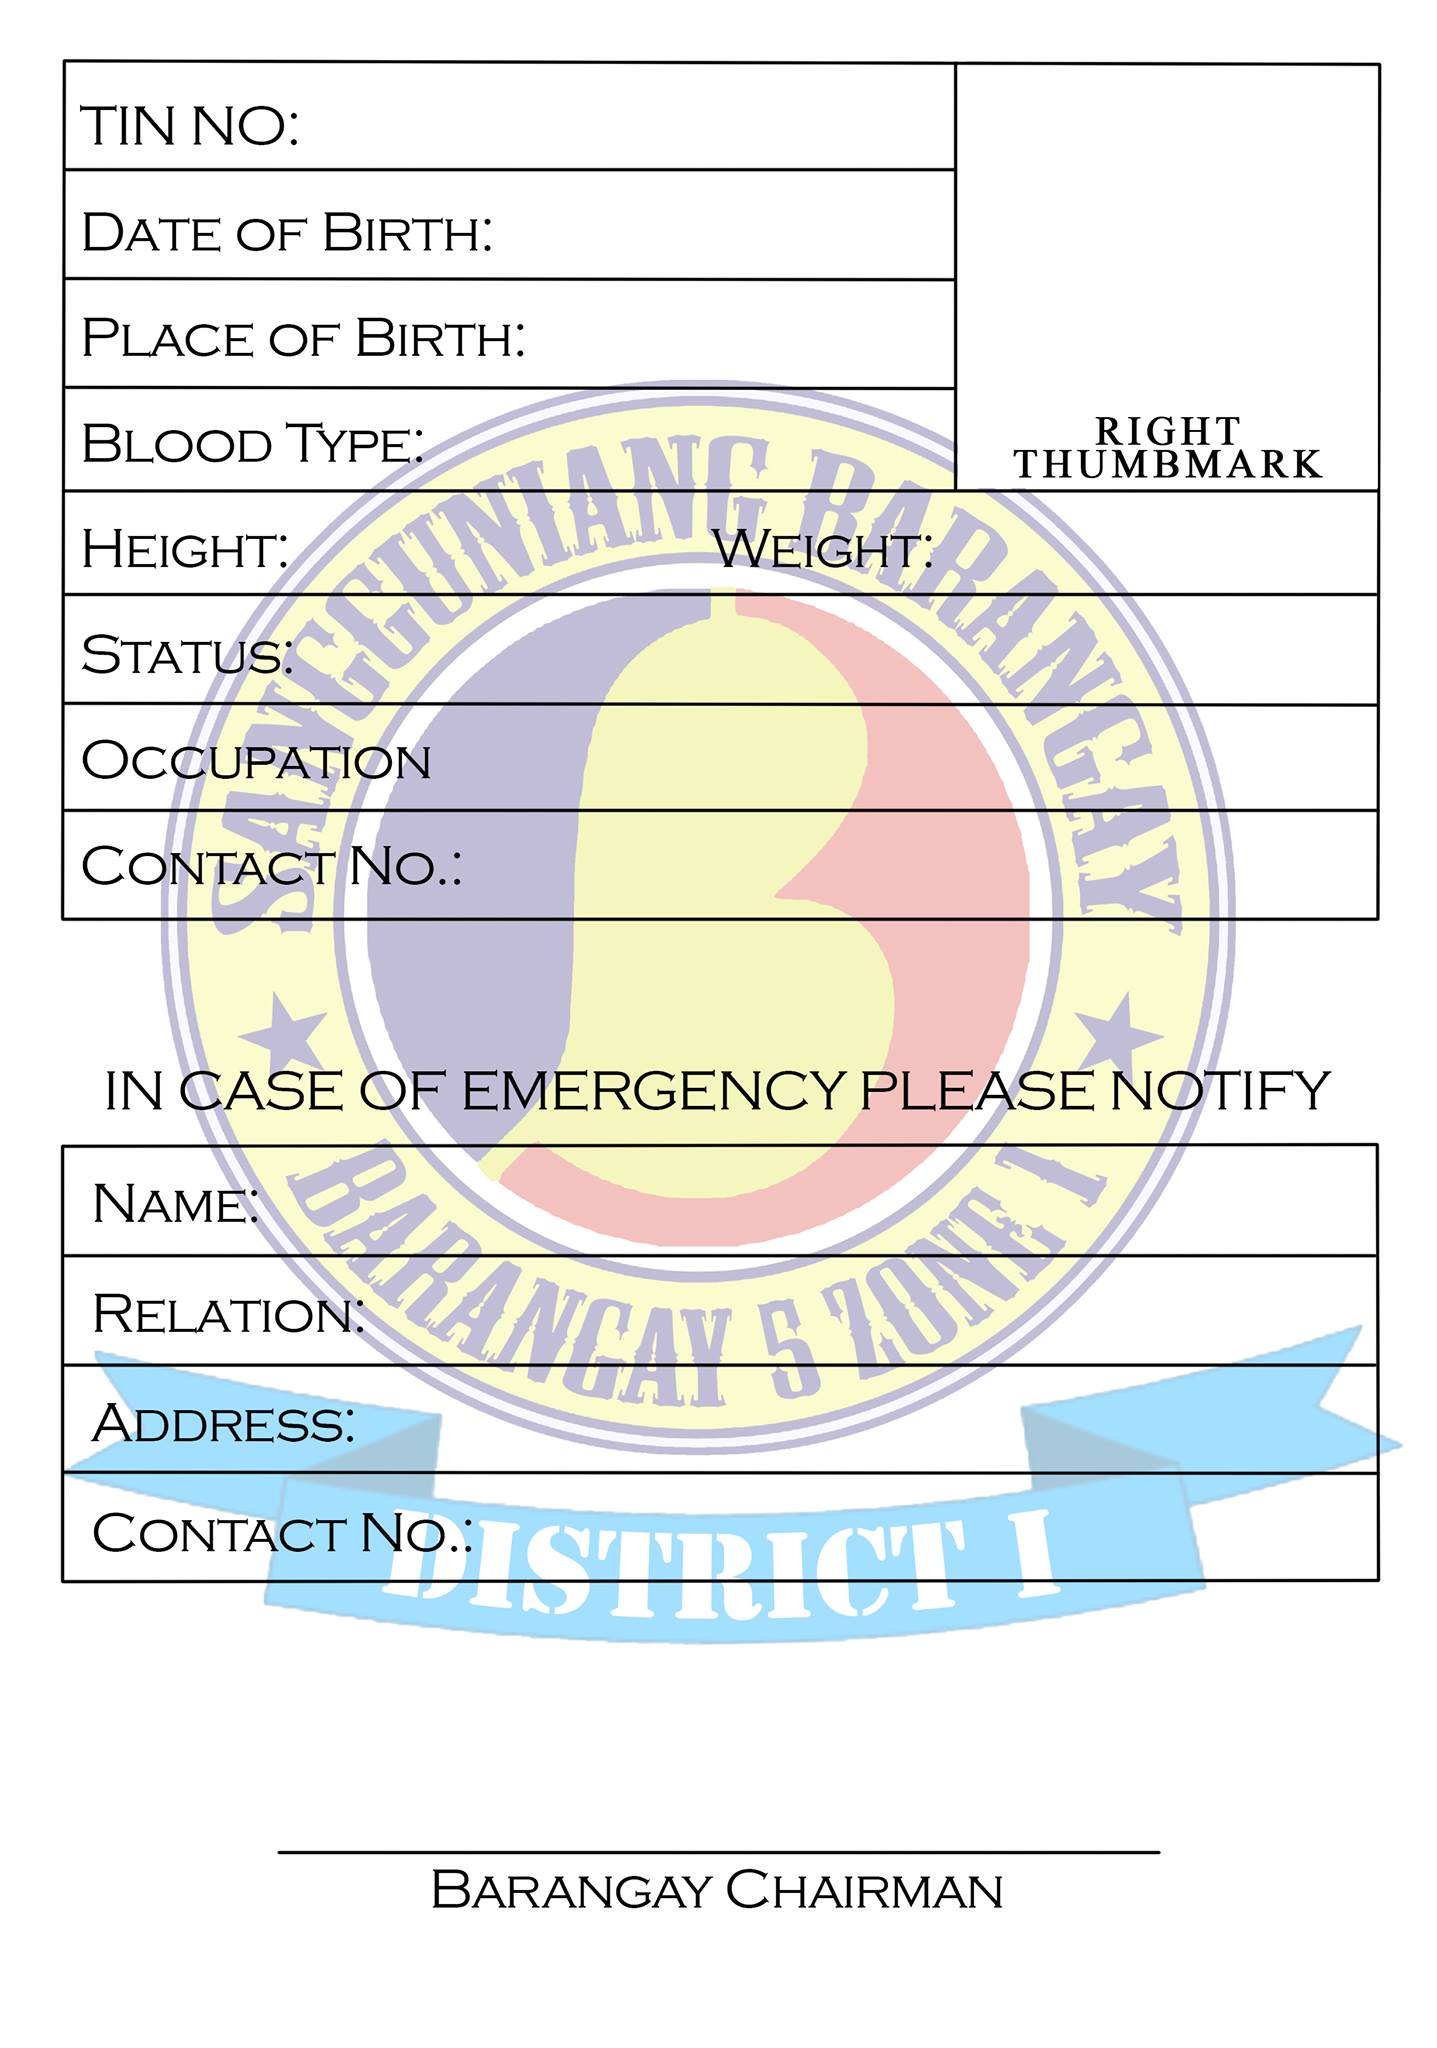 TIN NO:
DATE OF BIRTH:
PLACE OF BIRTH:
BLOOD TYPE:
RIGHT
THUMBMARK
HEIGHT: WEIGHT:
STATUS:
OCCUPATION
CONTACT NO.:
SANGGUNIANG BARANGAY
IN CASE OF EMERGENCY PLEASE NOTIFY
NAME:
RELATION:
ADDRESS:
CONTACT NO.:
BARANGAY 5 ZONE I
DISTRICT I
BARANGAY CHAIRMAN